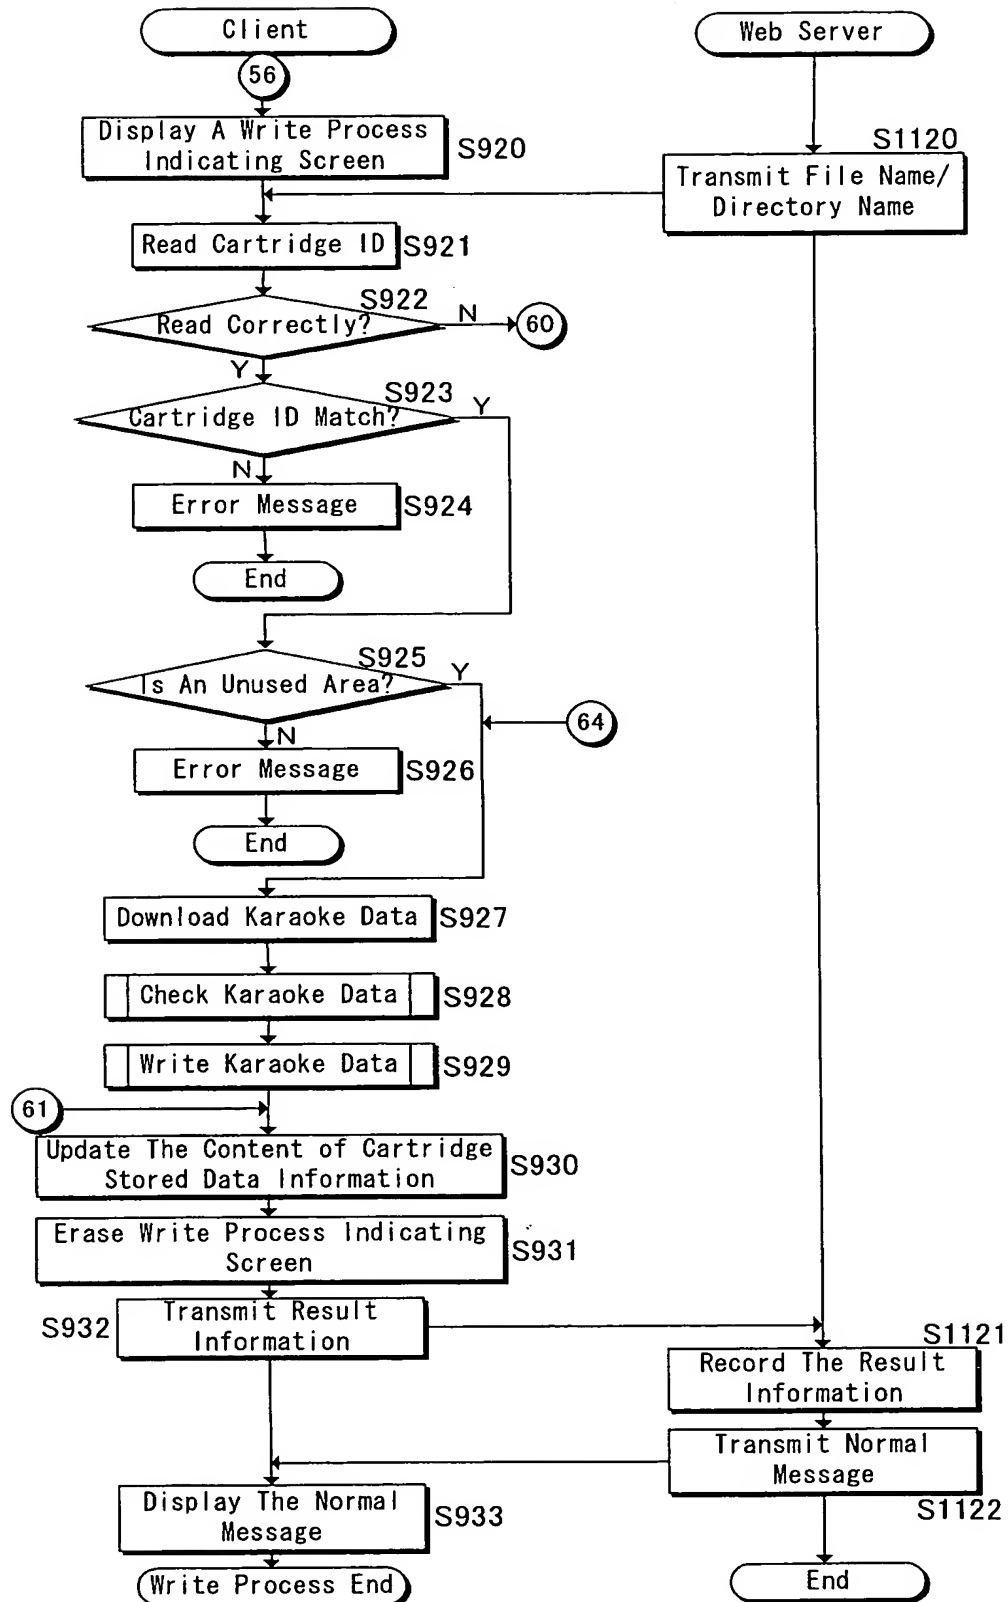 Client
Web Server
56
Display A Write Process
Indicating Screen
S920
S1120
Transmit File Name/
Directory Name
Read Cartridge ID
S921
S922
Read Correctly?
N
60
Y
S923
Cartridge ID Match?
Y
N
Error Message
S924
End
S925
Is An Unused Area?
Y
64
N
Error Message
S926
End
Download Karaoke Data
S927
Check Karaoke Data
S928
Write Karaoke Data
S929
61
Update The Content of Cartridge
Stored Data Information
S930
Erase Write Process Indicating
Screen
S931
S932
Transmit Result
Information
S1121
Record The Result
Information
Transmit Normal
Message
S1122
Display The Normal
Message
S933
Write Process End
End